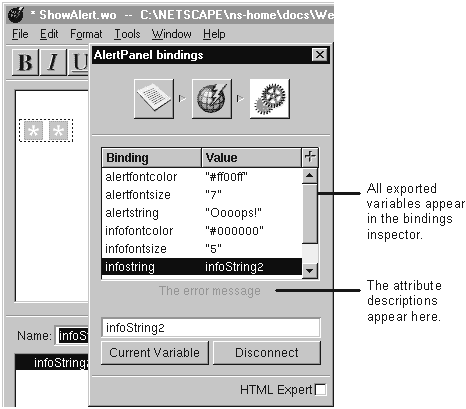 * ShowAlert.wo -- C:\NETSCAPE\ns-home\docs\We
File Edit Format Tools Window Help
B I U
AlertPanel bindings
Binding Value
alertfontcolor "#ff00ff"
alertfontsize "7"
alertstring "Oooops!"
infofontcolor "#000000"
infofontsize "5"
infostring infoString2
The error message
infoString2
Current Variable Disconnect
HTML Expert
Name: infoS
infoString2
All exported
variables appear
in the bindings
inspector.
The attribute
descriptions
appear here.